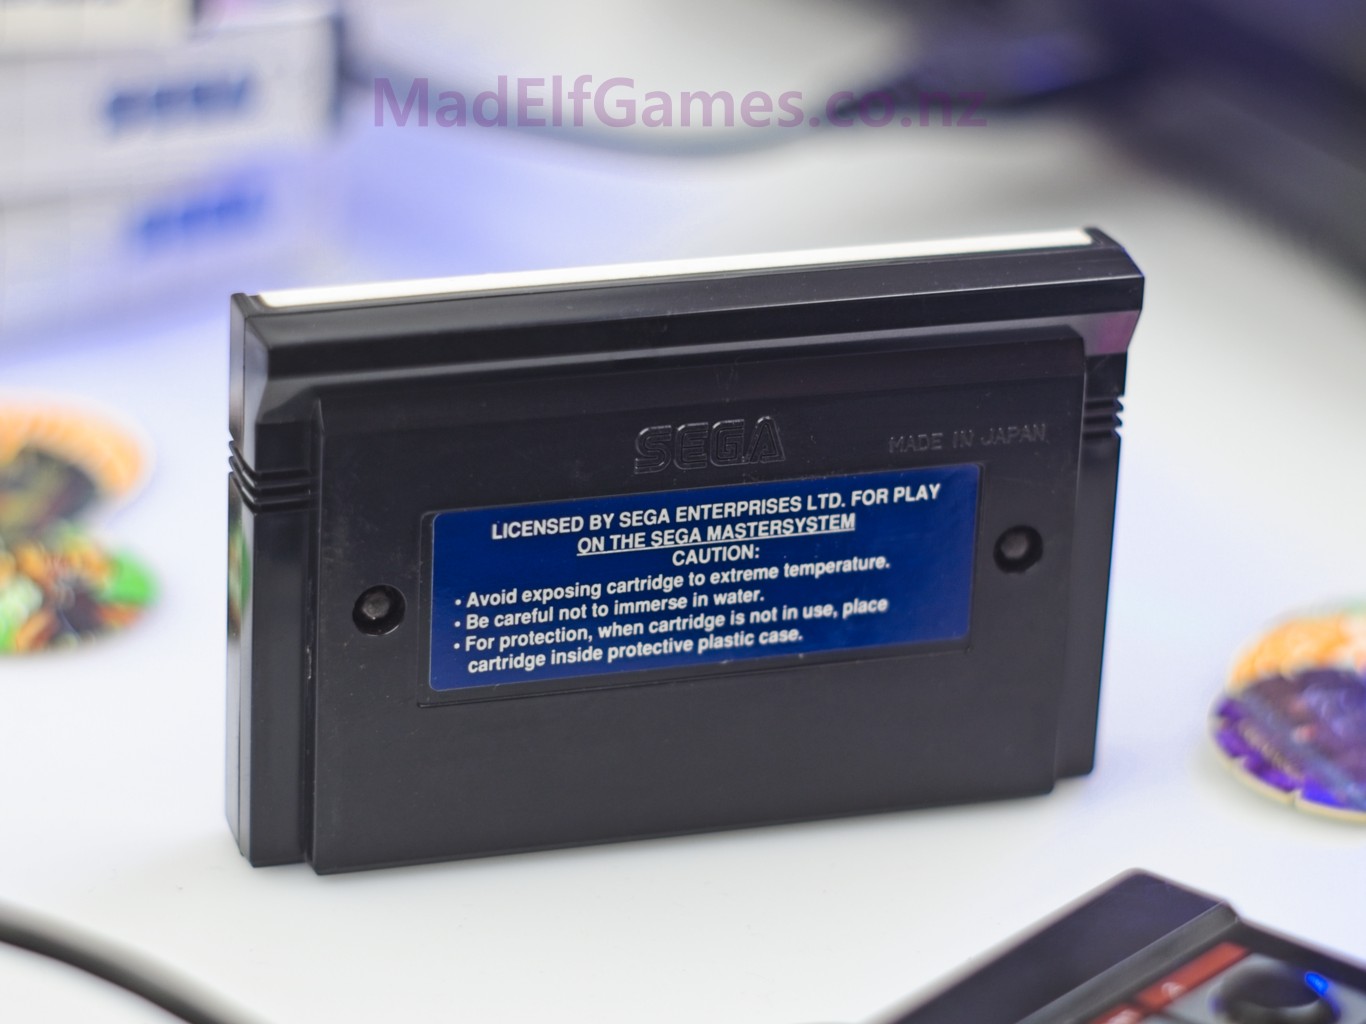 MadElfGames.co.nz
SEGA
SEGA
SEGA
MADE IN JAPAN
LICENSED BY SEGA ENTERPRISES LTD. FOR PLAY
ON THE SEGA MASTERSYSTEM
CAUTION:
• Avoid exposing cartridge to extreme temperature.
• Be careful not to immerse in water.
• For protection, when cartridge is not in use, place
cartridge inside protective plastic case.